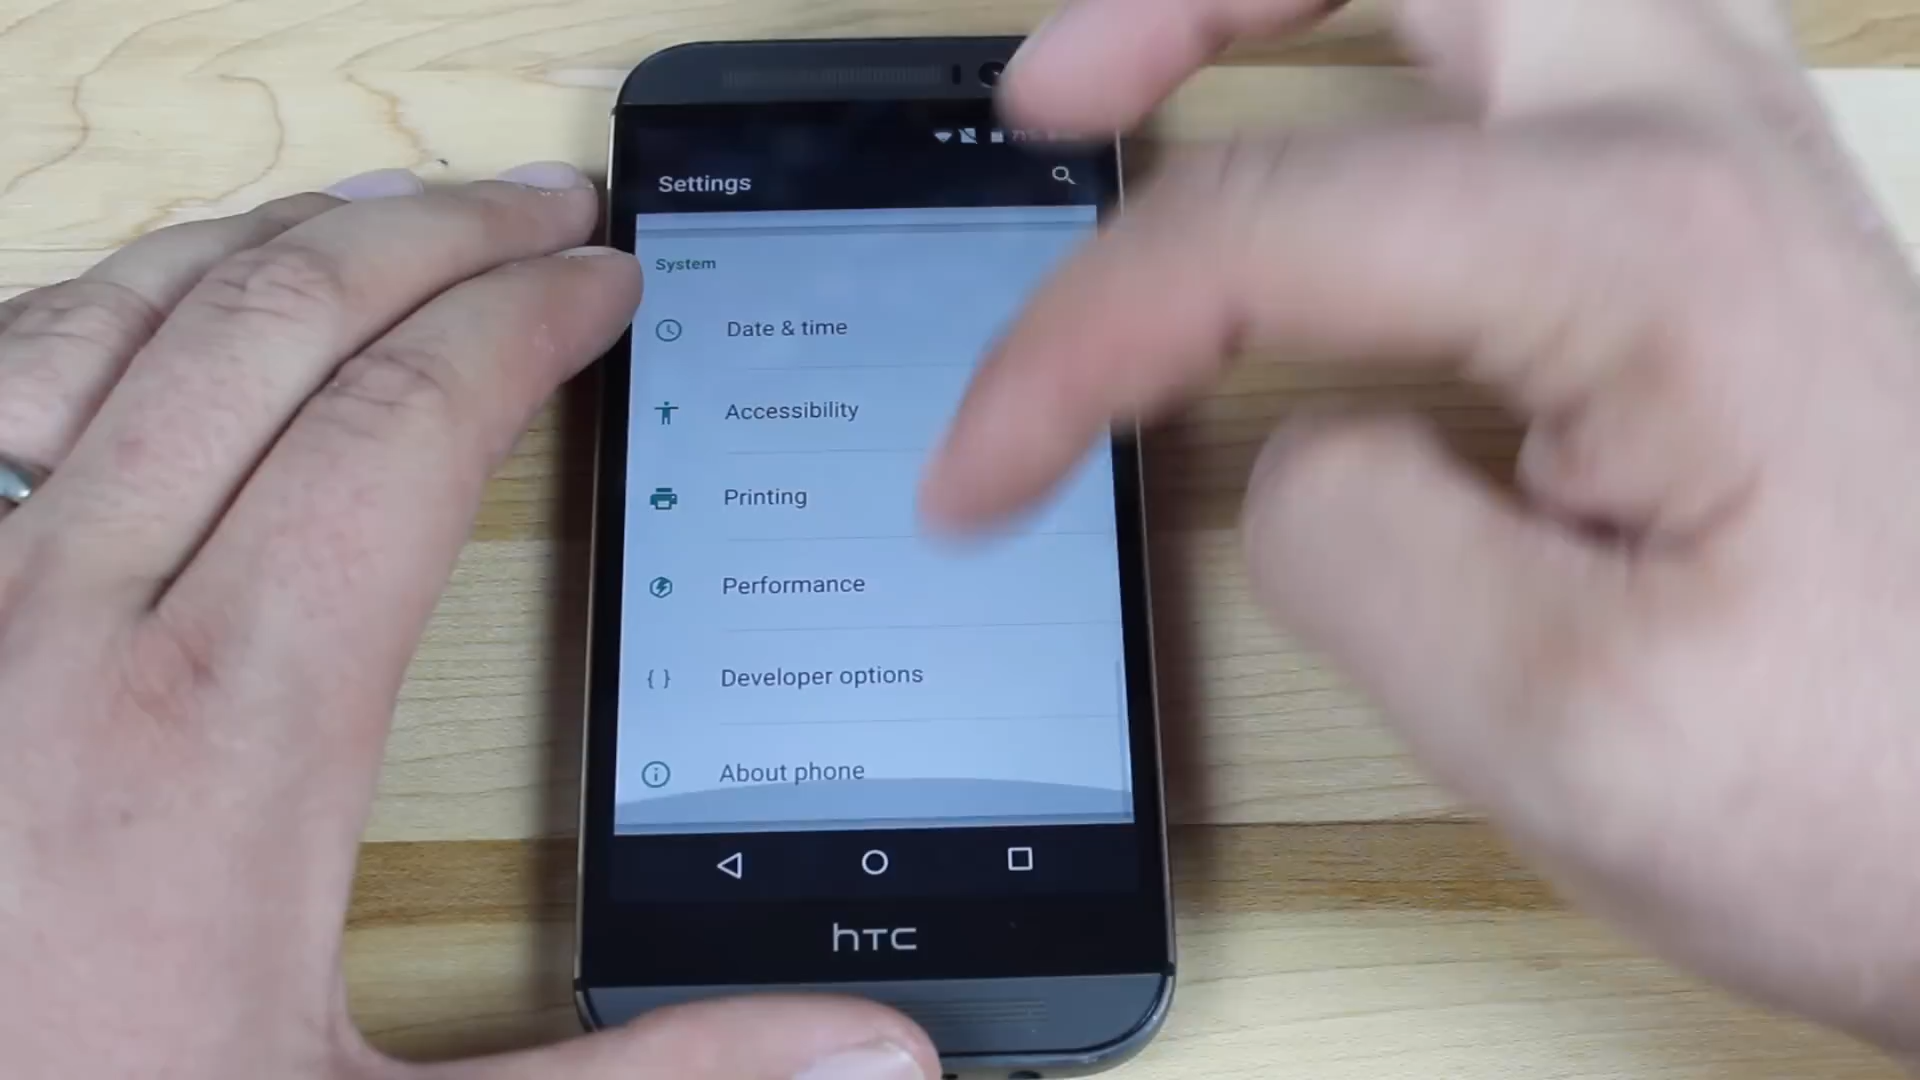 Settings
System
Date & time
Accessibility
Printing
Performance
{ } Developer options
About phone
hTC